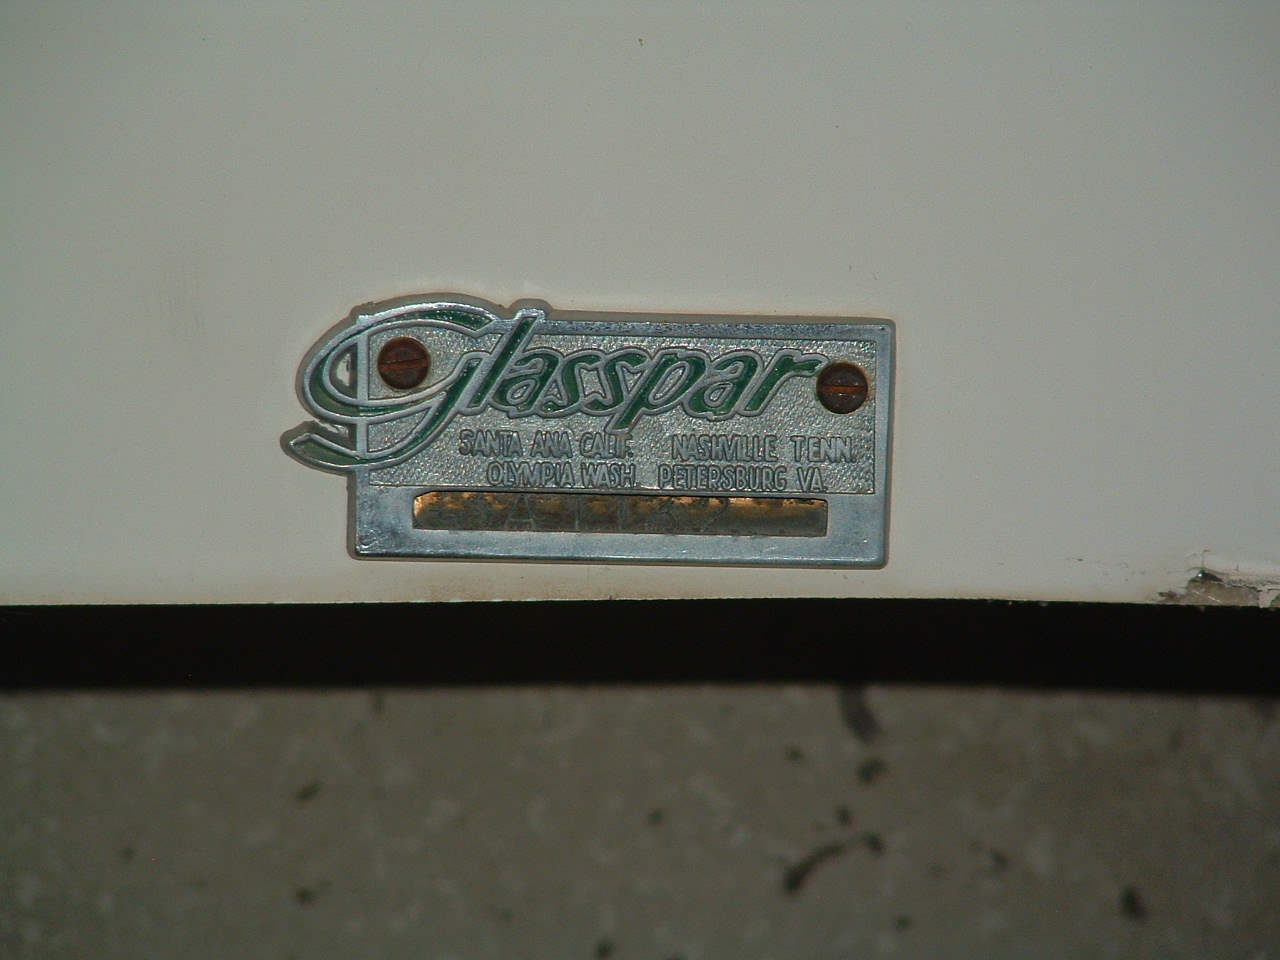 Glasspar
SANTA ANA CALIF. NASHVILLE TENN.
OLYMPIA WASH. PETERSBURG VA.